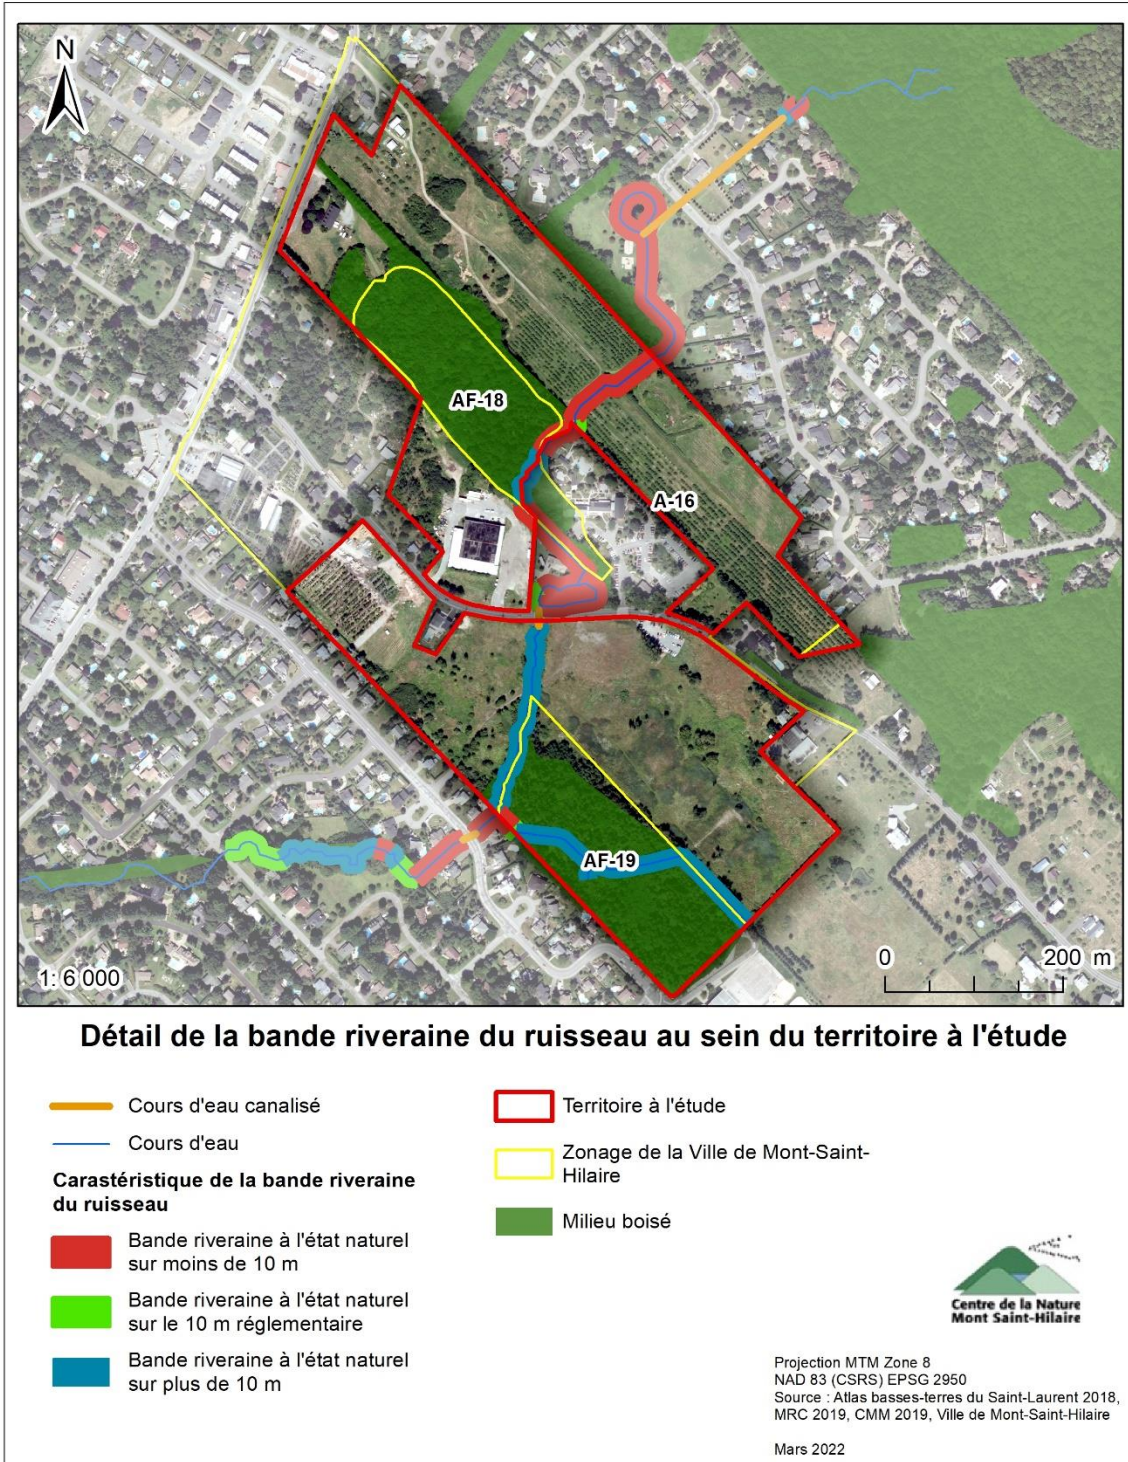 N
AF-18
A-16
AF-19
1: 6 000
0 200 m
Détail de la bande riveraine du ruisseau au sein du territoire à l'étude
Cours d'eau canalisé
Cours d'eau
Carastéristique de la bande riveraine
du ruisseau
Bande riveraine à l'état naturel
sur moins de 10 m
Bande riveraine à l'état naturel
sur le 10 m réglementaire
Bande riveraine à l'état naturel
sur plus de 10 m
Territoire à l'étude
Zonage de la Ville de Mont-Saint-
Hilaire
Milieu boisé
Centre de la Nature
Mont Saint-Hilaire
Projection MTM Zone 8
NAD 83 (CSRS) EPSG 2950
Source : Atlas basses-terres du Saint-Laurent 2018,
MRC 2019, CMM 2019, Ville de Mont-Saint-Hilaire
Mars 2022